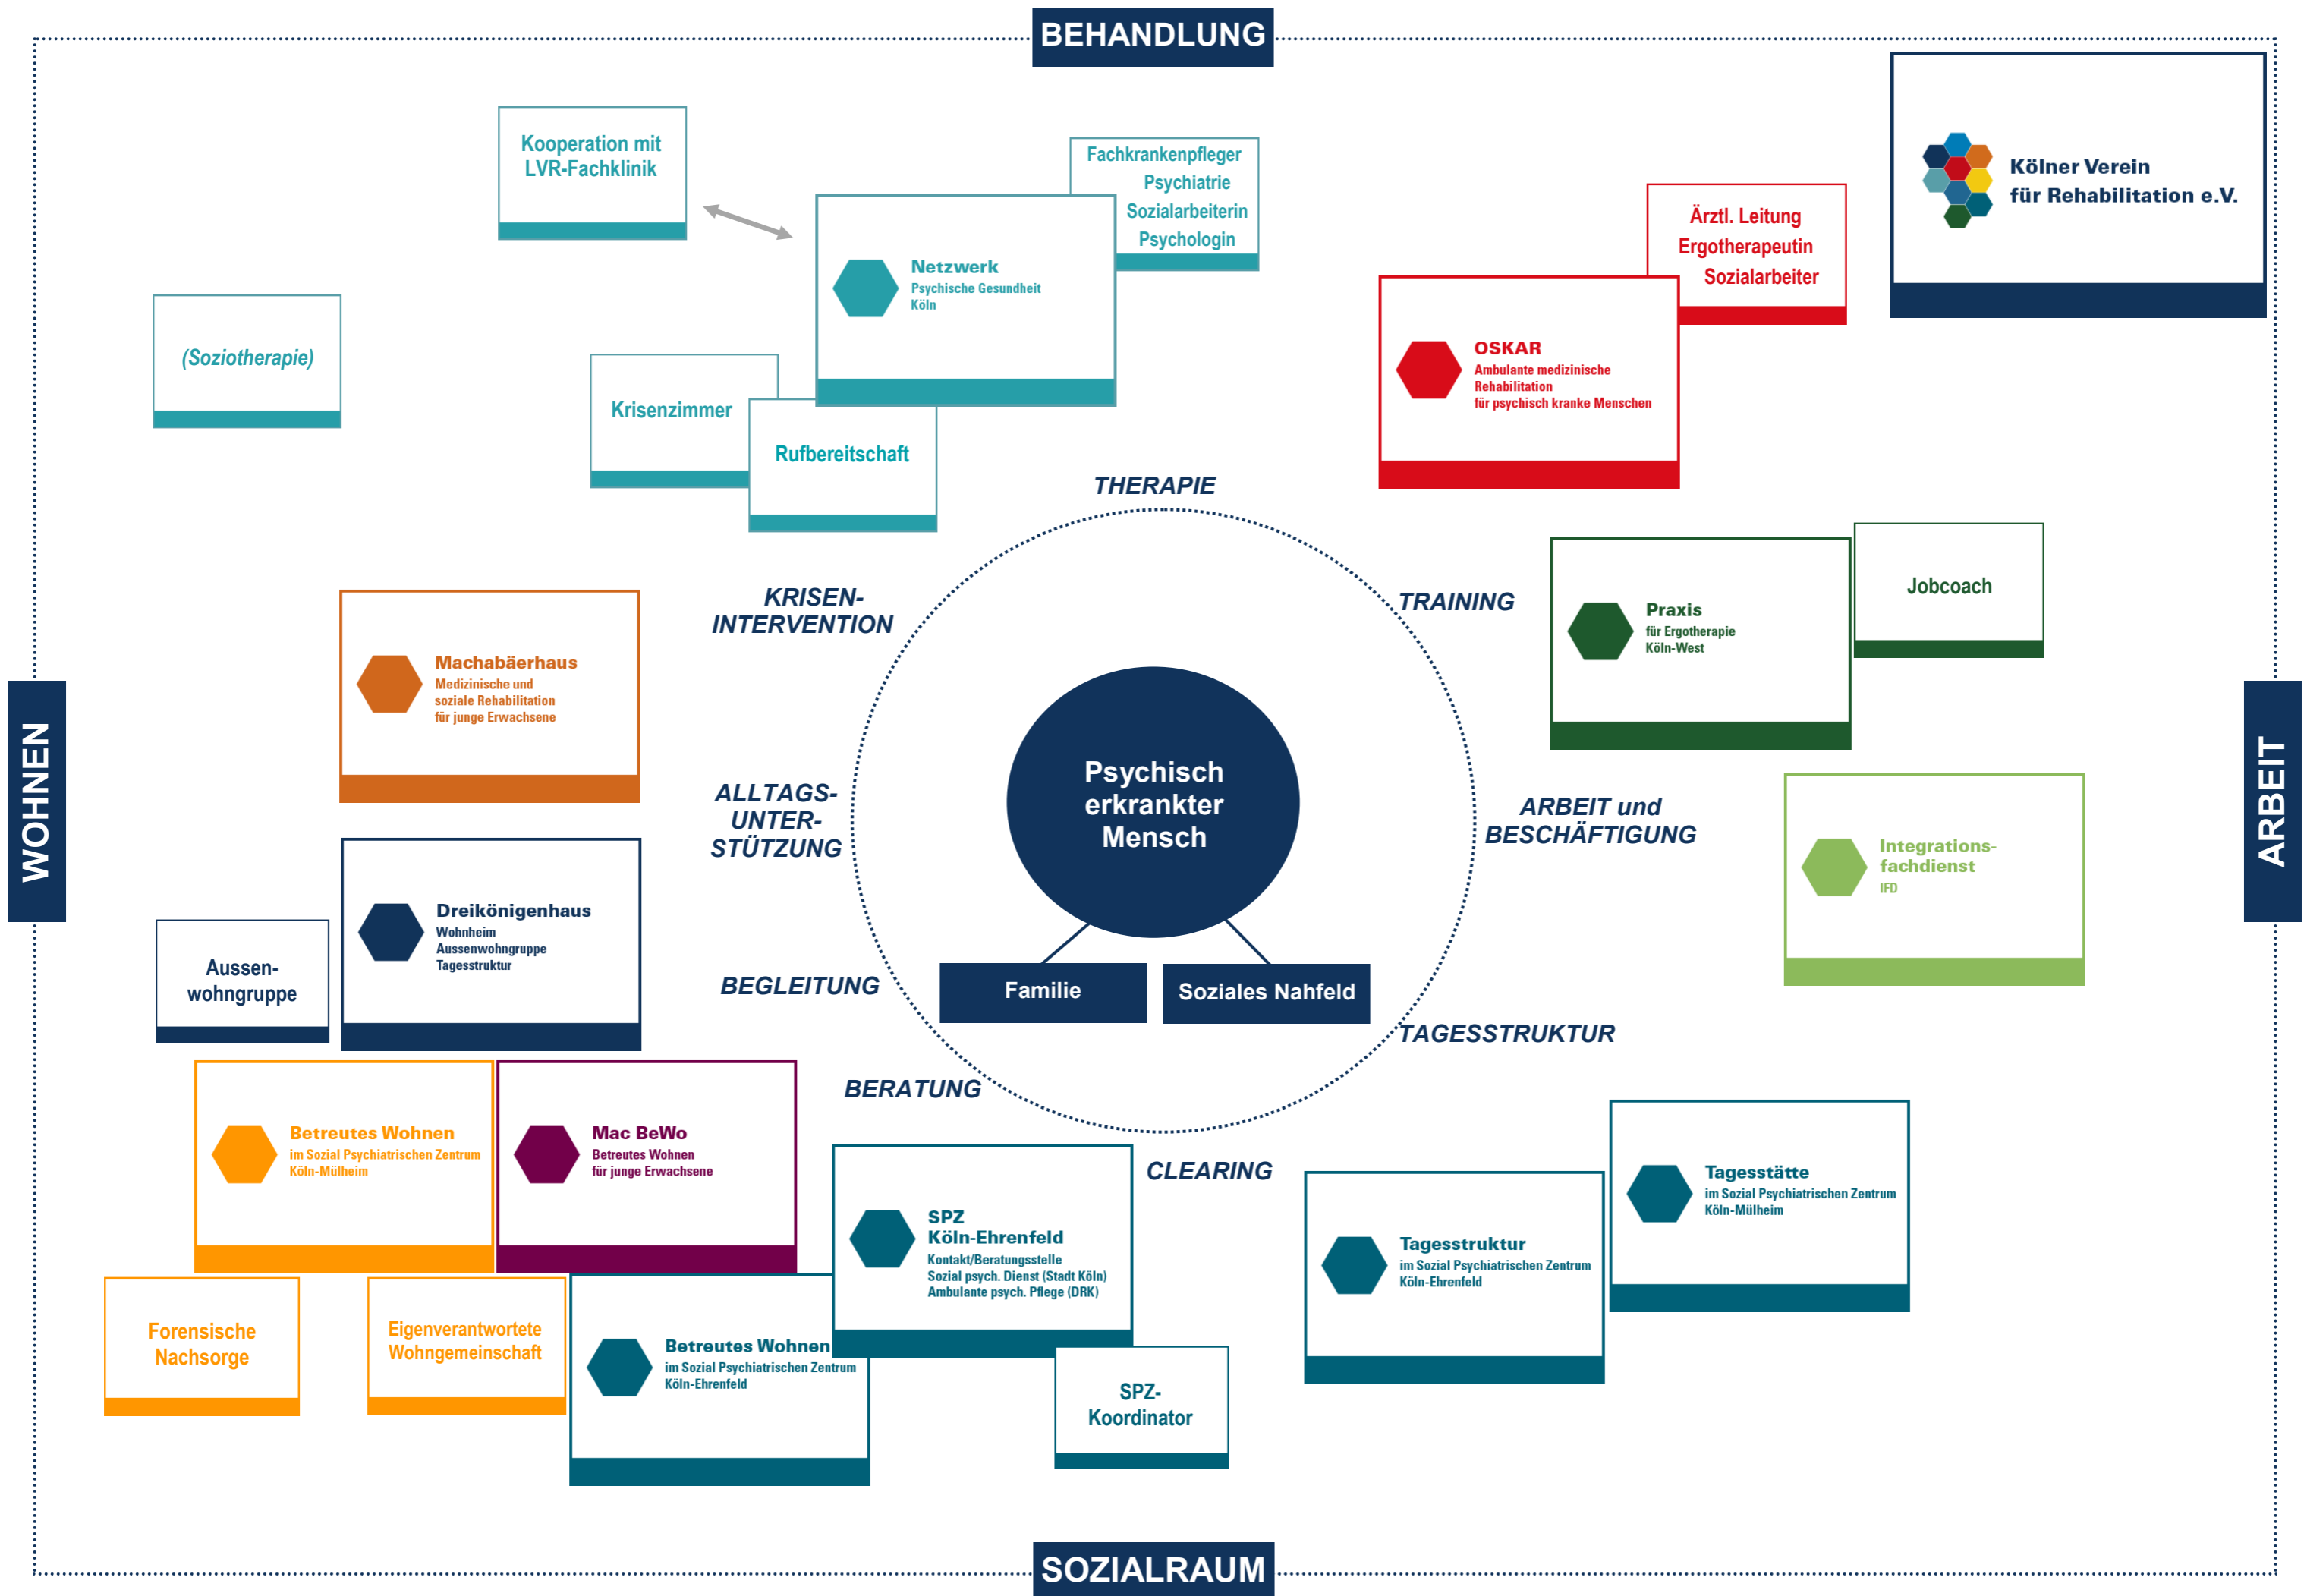 BEHANDLUNG
Kooperation mit
LVR-Fachklinik
Fachkrankenpfleger
Psychiatrie
Sozialarbeiterin
Psychologin
Kölner Verein
für Rehabilitation e.V.
Ärztl. Leitung
Ergotherapeutin
Sozialarbeiter
Netzwerk
Psychische Gesundheit
Köln
(Soziotherapie)
OSKAR
Ambulante medizinische
Rehabilitation
für psychisch kranke Menschen
Krisenzimmer
Rufbereitschaft
THERAPIE
KRISEN-
INTERVENTION
TRAINING
Praxis
für Ergotherapie
Köln-West
Jobcoach
Machabäerhaus
Medizinische und
soziale Rehabilitation
für junge Erwachsene
WOHNEN
ALLTAGS-
UNTER-
STÜTZUNG
Psychisch
erkrankter
Mensch
ARBEIT und
BESCHÄFTIGUNG
ARBEIT
Integrations-
fachdienst
IFD
Dreikönigenhaus
Wohnheim
Aussenwohngruppe
Tagesstruktur
Aussen-
wohngruppe
BEGLEITUNG
Familie
Soziales Nahfeld
TAGESSTRUKTUR
BERATUNG
Betreutes Wohnen
im Sozial Psychiatrischen Zentrum
Köln-Mülheim
Mac BeWo
Betreutes Wohnen
für junge Erwachsene
CLEARING
SPZ
Köln-Ehrenfeld
Kontakt/Beratungsstelle
Sozial psych. Dienst (Stadt Köln)
Ambulante psych. Pflege (DRK)
Tagesstruktur
im Sozial Psychiatrischen Zentrum
Köln-Ehrenfeld
Tagesstätte
im Sozial Psychiatrischen Zentrum
Köln-Mülheim
Forensische
Nachsorge
Eigenverantwortete
Wohngemeinschaft
Betreutes Wohnen
im Sozial Psychiatrischen Zentrum
Köln-Ehrenfeld
SPZ-
Koordinator
SOZIALRAUM